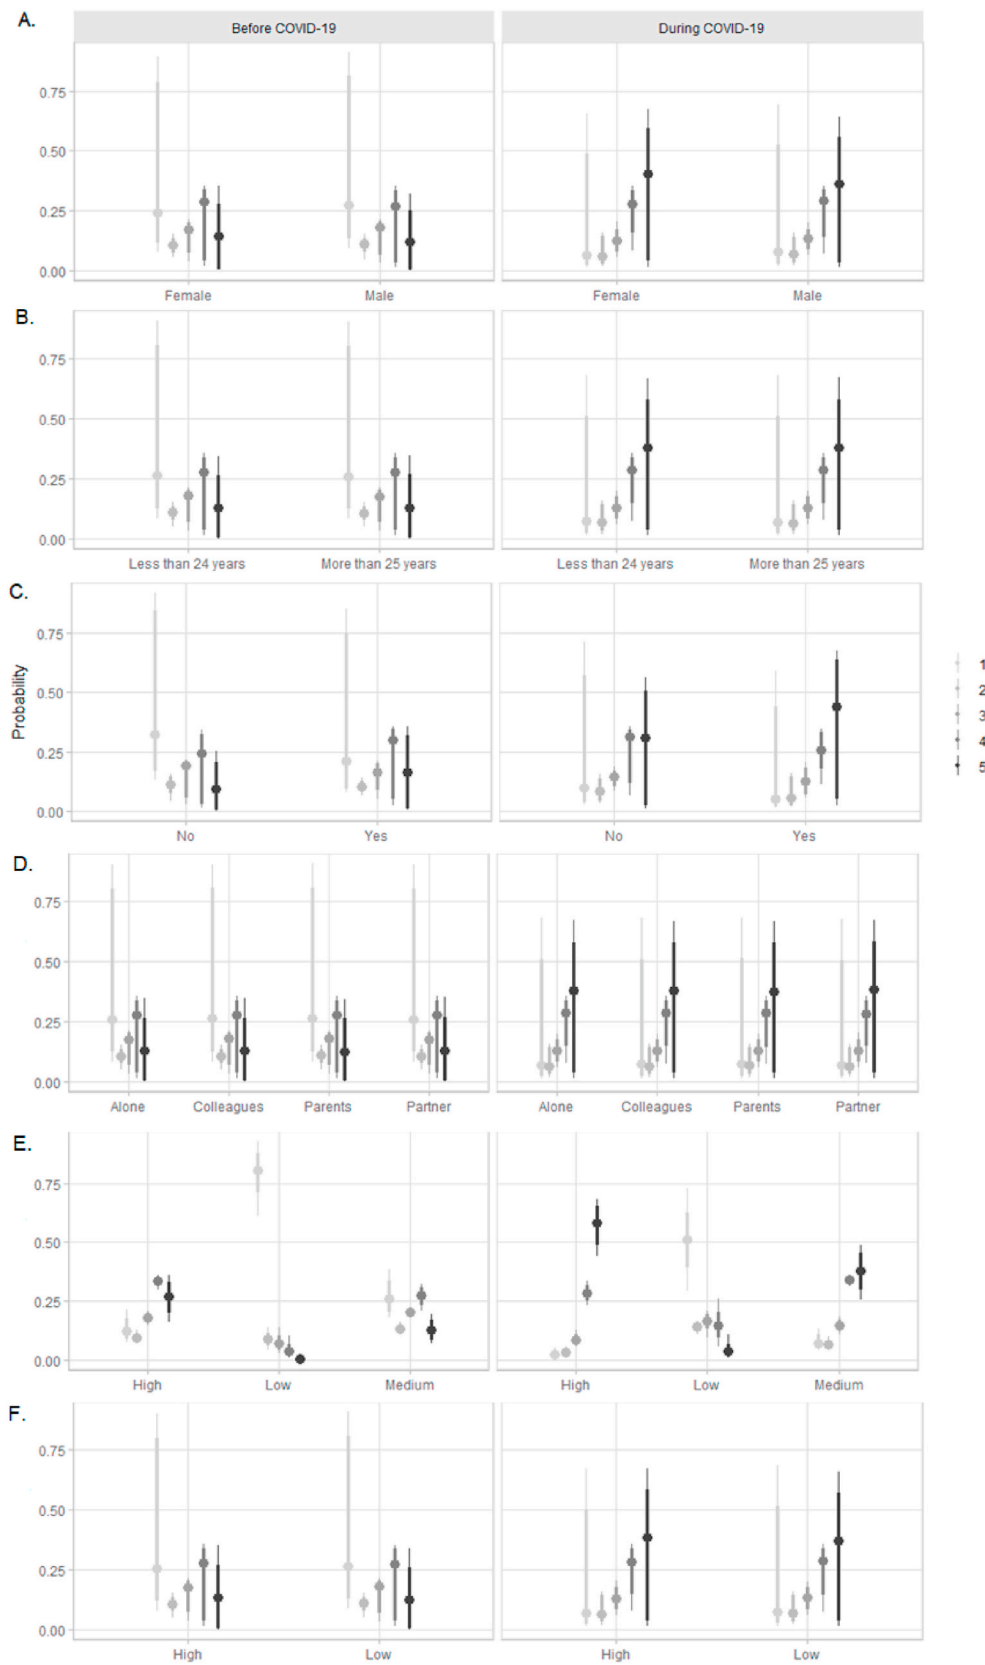 A.
Before COVID-19 During COVID-19
0.75
0.50
0.25
0.00
Female Male Female Male
B.
0.75
0.50
0.25
0.00
Less than 24 years More than 25 years Less than 24 years More than 25 years
C.
0.75
0.50
0.25
0.00
No Yes No Yes
Probability
1
2
3
4
5
D.
0.75
0.50
0.25
0.00
Alone Colleagues Parents Partner Alone Colleagues Parents Partner
E.
0.75
0.50
0.25
0.00
High Low Medium High Low Medium
F.
0.75
0.50
0.25
0.00
High Low High Low